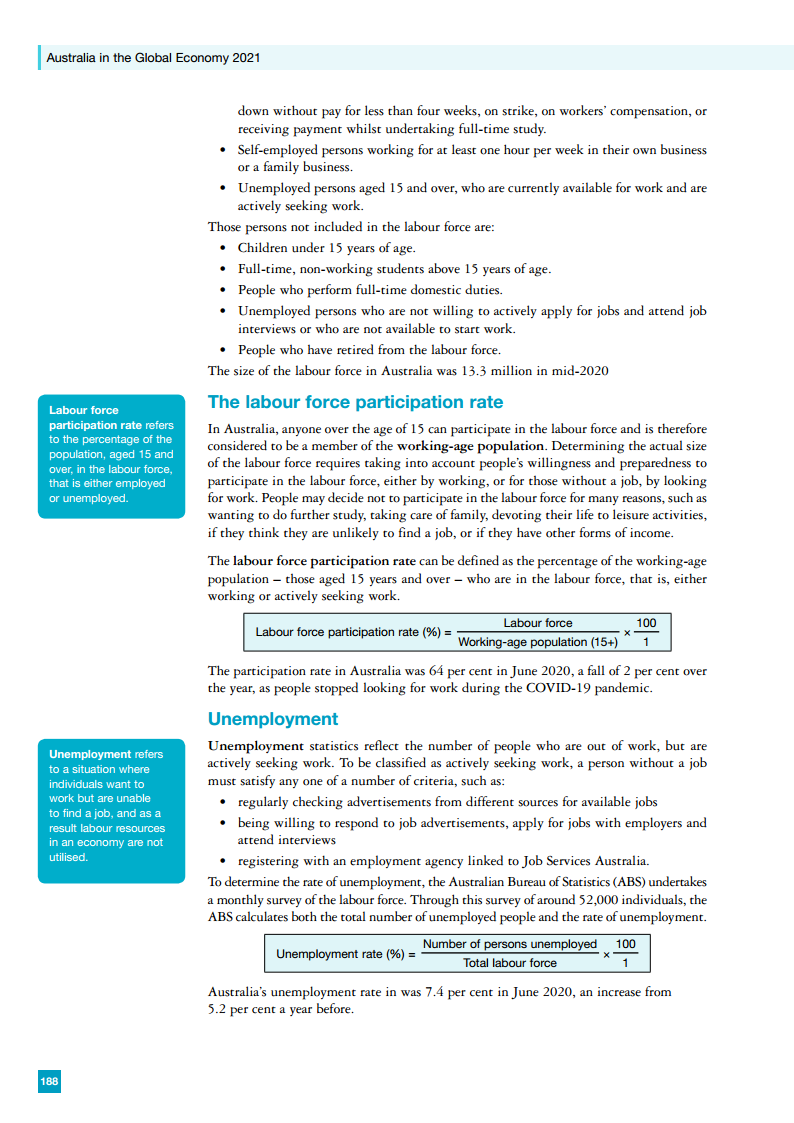 Australia in the Global Economy 2021
down without pay for less than four weeks, on strike, on workers' compensation, or
receiving payment whilst undertaking full-time study.
• Self-employed persons working for at least one hour per week in their own business
or a family business.
• Unemployed persons aged 15 and over, who are currently available for work and are
actively seeking work.
Those persons not included in the labour force are:
• Children under 15 years of age.
• Full-time, non-working students above 15 years of age.
• People who perform full-time domestic duties.
• Unemployed persons who are not willing to actively apply for jobs and attend job
interviews or who are not available to start work.
• People who have retired from the labour force.
The size of the labour force in Australia was 13.3 million in mid-2020
Labour force
participation rate refers
to the percentage of the
population, aged 15 and
over, in the labour force,
that is either employed
or unemployed.
The labour force participation rate
In Australia, anyone over the age of 15 can participate in the labour force and is therefore
considered to be a member of the working-age population. Determining the actual size
of the labour force requires taking into account people's willingness and preparedness to
participate in the labour force, either by working, or for those without a job, by looking
for work. People may decide not to participate in the labour force for many reasons, such as
wanting to do further study, taking care of family, devoting their life to leisure activities,
if they think they are unlikely to find a job, or if they have other forms of income.
The labour force participation rate can be defined as the percentage of the working-age
population – those aged 15 years and over – who are in the labour force, that is, either
working or actively seeking work.
Labour force participation rate (%) = Labour force / Working-age population (15+) × 100 / 1
The participation rate in Australia was 64 per cent in June 2020, a fall of 2 per cent over
the year, as people stopped looking for work during the COVID-19 pandemic.
Unemployment
Unemployment refers
to a situation where
individuals want to
work but are unable
to find a job, and as a
result labour resources
in an economy are not
utilised.
Unemployment statistics reflect the number of people who are out of work, but are
actively seeking work. To be classified as actively seeking work, a person without a job
must satisfy any one of a number of criteria, such as:
• regularly checking advertisements from different sources for available jobs
• being willing to respond to job advertisements, apply for jobs with employers and
attend interviews
• registering with an employment agency linked to Job Services Australia.
To determine the rate of unemployment, the Australian Bureau of Statistics (ABS) undertakes
a monthly survey of the labour force. Through this survey of around 52,000 individuals, the
ABS calculates both the total number of unemployed people and the rate of unemployment.
Unemployment rate (%) = Number of persons unemployed / Total labour force × 100 / 1
Australia's unemployment rate in was 7.4 per cent in June 2020, an increase from
5.2 per cent a year before.
188